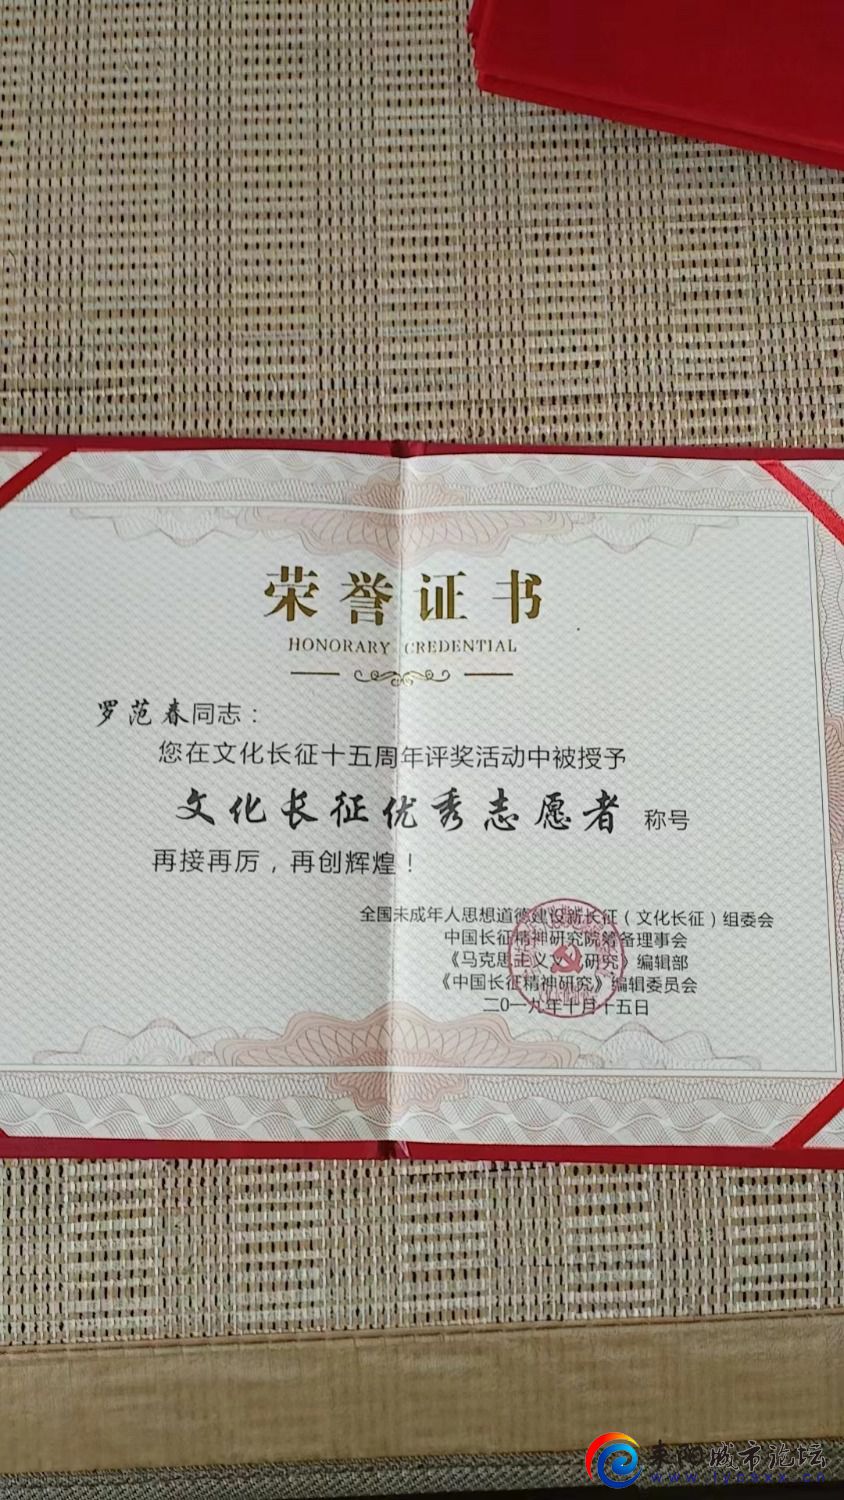 荣誉证书
HONORARY CREDENTIAL
罗范春同志：
您在文化长征十五周年评奖活动中被授予
文化长征优秀志愿者 称号
再接再厉，再创辉煌！
全国未成年人思想道德建设新长征（文化长征）组委会
中国长征精神研究院筹备理事会
《马克思主义文化研究》编辑部
《中国长征精神研究》编辑委员会
二0一九年十月十五日
耒阳城市论坛